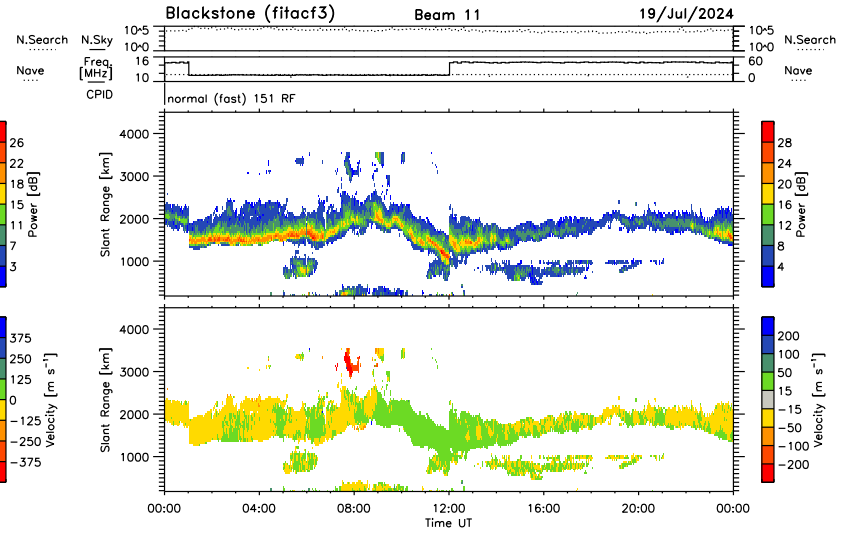 Blackstone (fitacf3) Beam 11 19/Jul/2024
N.Search N.Sky 10^5 10^0 10^5 10^0 N.Search
Nave Freq. [MHz] 16 10 60 0 Nave
CPID normal (fast) 151 RF
Power [dB] 26 22 18 15 11 7 3
Slant Range [km] 4000 3000 2000 1000
28 24 20 16 12 8 4 Power [dB]
Velocity [m s⁻¹] 375 250 125 0 −125 −250 −375
Slant Range [km] 4000 3000 2000 1000
200 100 50 15 −15 −50 −100 −200 Velocity [m s⁻¹]
00:00 04:00 08:00 12:00 16:00 20:00 00:00
Time UT